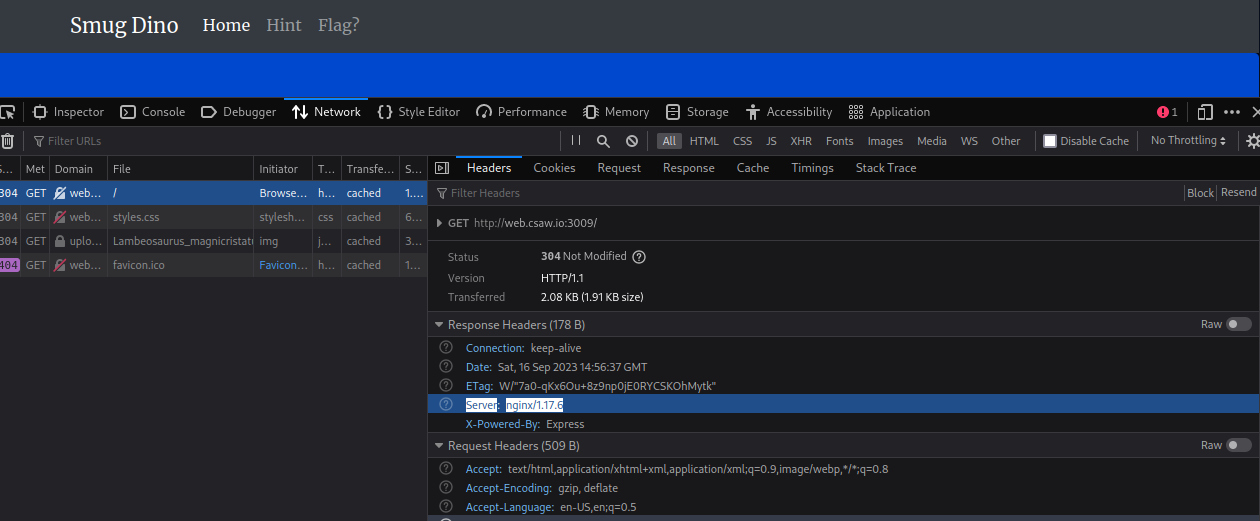 Smug Dino Home Hint Flag?
Inspector Console Debugger Network Style Editor Performance Memory Storage Accessibility Application 1
Filter URLs All HTML CSS JS XHR Fonts Images Media WS Other Disable Cache No Throttling
S... Met Domain File Initiator T... Transfe... S...
304 GET web... / Browse... h... cached 1....
304 GET web... styles.css stylesh... css cached 6...
304 GET uplo... Lambeosaurus_magnicristat img j... cached 3...
404 GET web... favicon.ico Favicon... h... cached 1...
Headers Cookies Request Response Cache Timings Stack Trace
Filter Headers Block Resend
GET http://web.csaw.io:3009/
Status 304 Not Modified
Version HTTP/1.1
Transferred 2.08 KB (1.91 KB size)
Response Headers (178 B) Raw
Connection: keep-alive
Date: Sat, 16 Sep 2023 14:56:37 GMT
ETag: W/"7a0-qKx6Ou+8z9np0jE0RYCSKOhMytk"
Server: nginx/1.17.6
X-Powered-By: Express
Request Headers (509 B) Raw
Accept: text/html,application/xhtml+xml,application/xml;q=0.9,image/webp,*/*;q=0.8
Accept-Encoding: gzip, deflate
Accept-Language: en-US,en;q=0.5